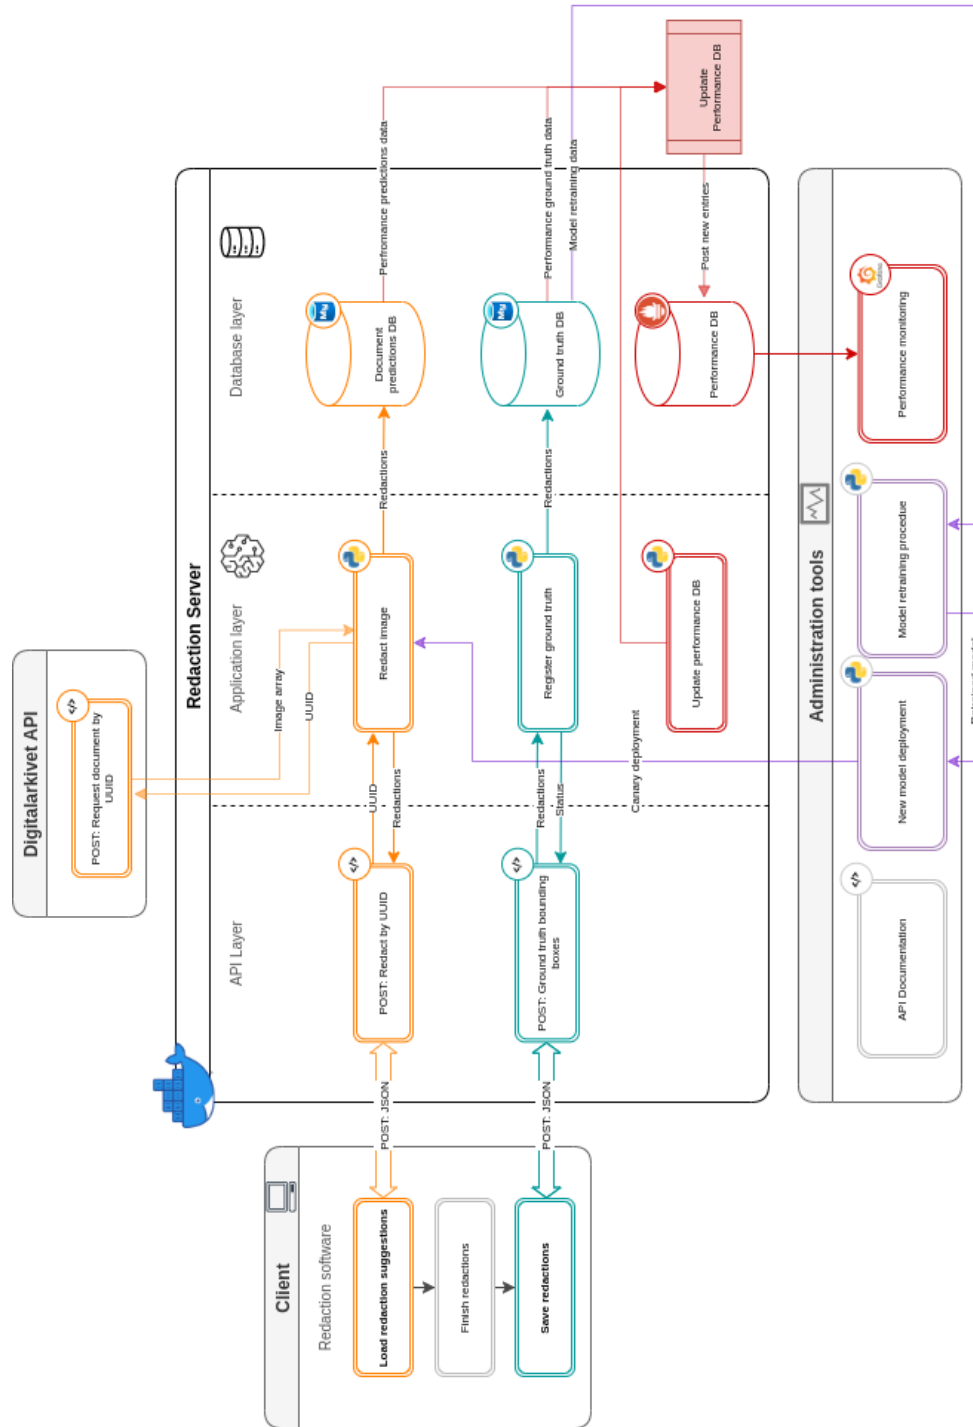 Digitalarkivet API
POST: Request document by
UUID
Image array
UUID
Redaction Server
API Layer
Application layer
Database layer
POST: Redact by UUID
UUID
Redactions
Redact image
Redactions
Document
predictions DB
Perfromance predictions data
POST: Ground truth bounding
boxes
Redactions
Status
Register ground truth
Redactions
Ground truth DB
Performance ground truth data
Model retraining data
Canary deployment
Update performance DB
Performance DB
Post new entries
Update
Performance DB
Client
Redaction software
Load redaction suggestions
Finish redactions
Save redactions
POST: JSON
POST: JSON
Administration tools
API Documentation
New model deployment
Model retraining procedue
Performance monitoring
Grafana